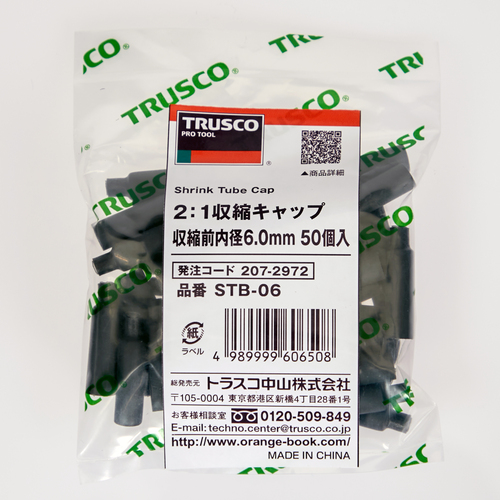 TRUSCO
TRUSCO
TRUSCO
PRO TOOL
▲商品詳細
Shrink Tube Cap
2:1収縮キャップ
収縮前内径6.0mm 50個入
発注コード 207-2972
品番 STB-06
紙
ラベル
4 989999 606508
総発売元 トラスコ中山株式会社
〒105-0004 東京都港区新橋4丁目28番1号
お客様相談室 0120-509-849
E-mail:techno.center@trusco.co.jp
http://www.orange-book.com/
MADE IN CHINA
TRUSCO
TRUSCO